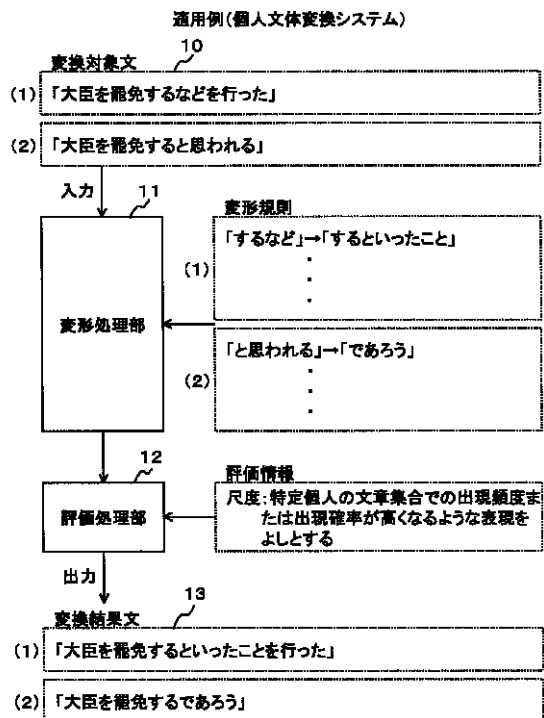 適用例(個人文体変換システム)
10
変換対象文
(1) 「大臣を罷免するなどを行った」
(2) 「大臣を罷免すると思われる」
入力
11
変形規則
変形処理部
(1) 「するなど」→「するといったこと」
・
・
・
(2) 「と思われる」→「であろう」
・
・
・
12
評価情報
評価処理部
尺度:特定個人の文章集合での出現頻度ま
たは出現確率が高くなるような表現を
よしとする
出力
13
変換結果文
(1) 「大臣を罷免するといったことを行った」
(2) 「大臣を罷免するであろう」